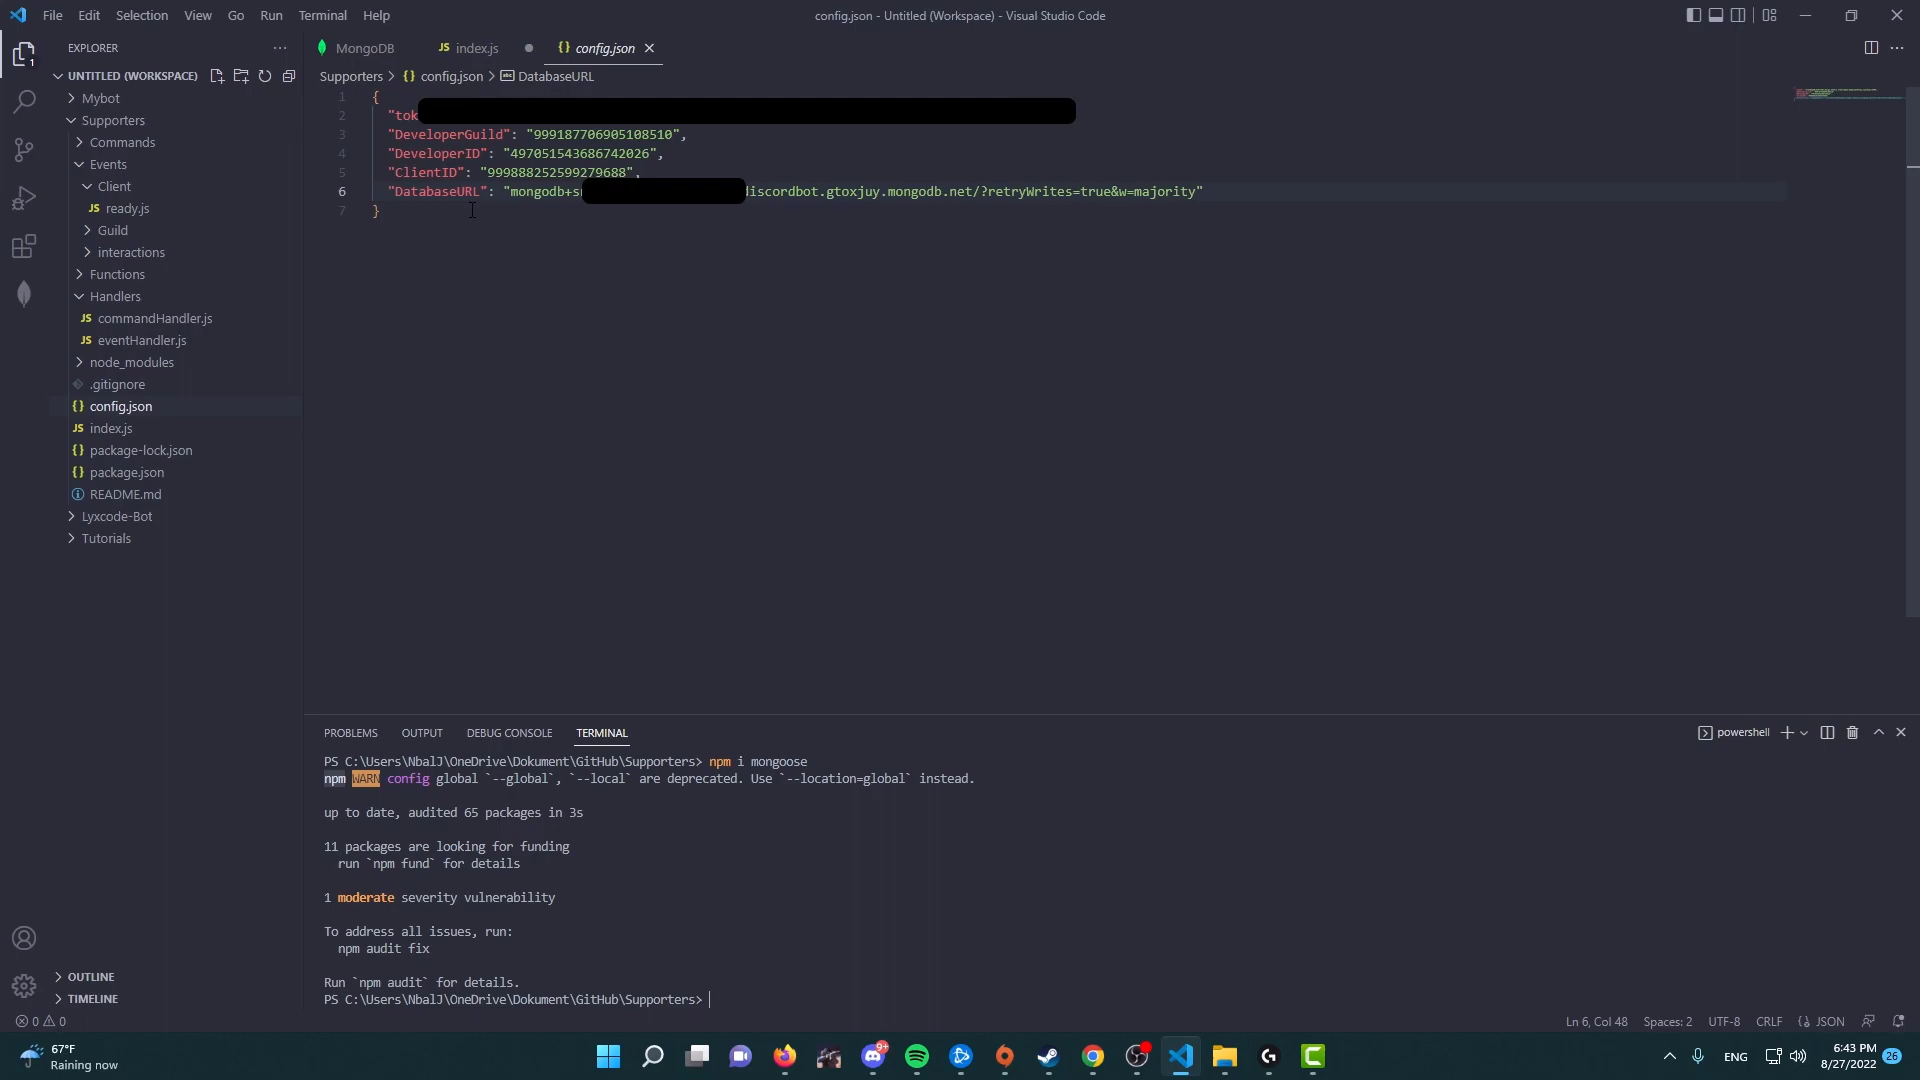 File Edit Selection View Go Run Terminal Help
config.json - Untitled (Workspace) - Visual Studio Code
EXPLORER
MongoDB
JS index.js
{} config.json
UNTITLED (WORKSPACE)
Supporters > {} config.json > abc DatabaseURL
Mybot
Supporters
Commands
Events
Client
JS ready.js
Guild
interactions
Functions
Handlers
JS commandHandler.js
JS eventHandler.js
node_modules
.gitignore
{} config.json
JS index.js
{} package-lock.json
{} package.json
README.md
Lyxcode-Bot
Tutorials
1 {
2 "tok
3 "DeveloperGuild": "999187706905108510",
4 "DeveloperID": "497051543686742026",
5 "ClientID": "999888252599279688",
6 "DatabaseURL": "mongodb+s iscordbot.gtoxjuy.mongodb.net/?retryWrites=true&w=majority"
7 }
PROBLEMS OUTPUT DEBUG CONSOLE TERMINAL
powershell
PS C:\Users\NbalJ\OneDrive\Dokument\GitHub\Supporters> npm i mongoose
npm WARN config global `--global`, `--local` are deprecated. Use `--location=global` instead.
up to date, audited 65 packages in 3s
11 packages are looking for funding
run `npm fund` for details
1 moderate severity vulnerability
To address all issues, run:
npm audit fix
Run `npm audit` for details.
PS C:\Users\NbalJ\OneDrive\Dokument\GitHub\Supporters>
OUTLINE
TIMELINE
0 0
Ln 6, Col 48 Spaces: 2 UTF-8 CRLF {} JSON
67°F
Raining now
9+
ENG
6:43 PM
8/27/2022
26